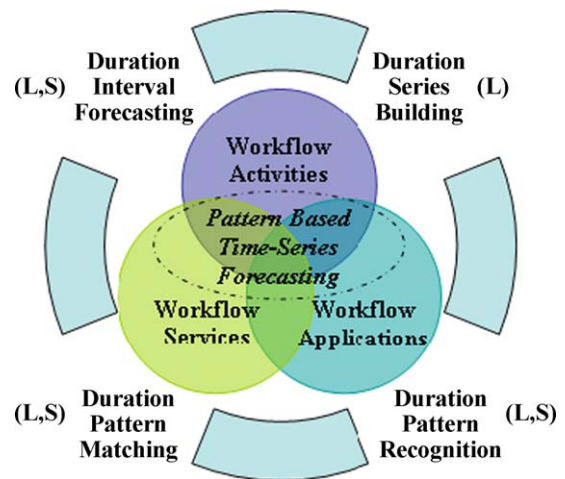 Duration
Interval
Forecasting
(L,S)
Duration
Series
Building
(L)
Workflow
Activities
Pattern Based
Time-Series
Forecasting
Workflow
Services
Workflow
Applications
Duration
Pattern
Matching
(L,S)
Duration
Pattern
Recognition
(L,S)